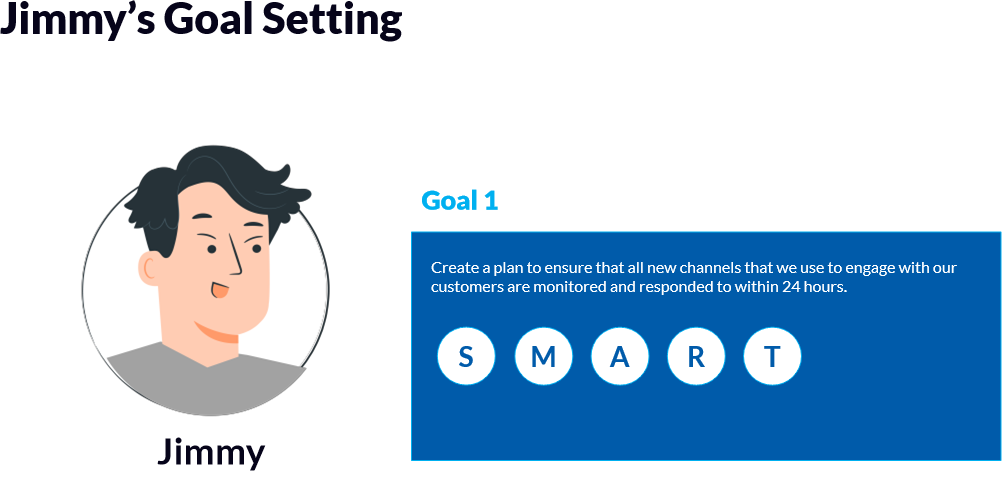 Jimmy’s Goal Setting
Goal 1
Create a plan to ensure that all new channels that we use to engage with our
customers are monitored and responded to within 24 hours.
S M A R T
Jimmy